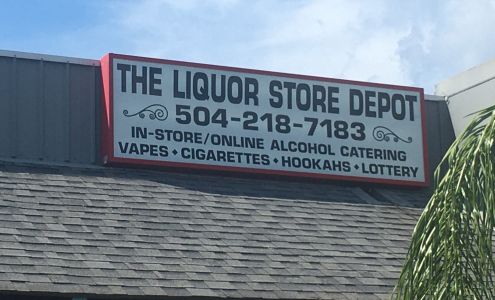 THE LIQUOR STORE DEPOT
504-218-7183
IN-STORE/ONLINE ALCOHOL CATERING
VAPES • CIGARETTES • HOOKAHS • LOTTERY